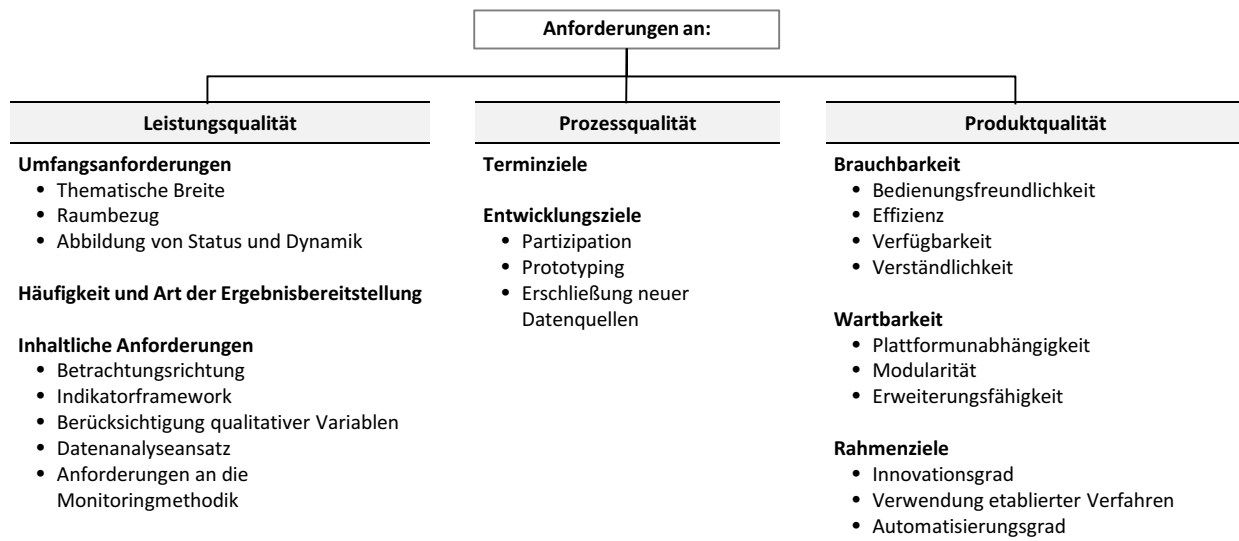 Anforderungen an:
Leistungsqualität
Umfangsanforderungen
• Thematische Breite
• Raumbezug
• Abbildung von Status und Dynamik
Häufigkeit und Art der Ergebnisbereitstellung
Inhaltliche Anforderungen
• Betrachtungsrichtung
• Indikatorframework
• Berücksichtigung qualitativer Variablen
• Datenanalyseansatz
• Anforderungen an die
Monitoringmethodik
Prozessqualität
Terminziele
Entwicklungsziele
• Partizipation
• Prototyping
• Erschließung neuer
Datenquellen
Produktqualität
Brauchbarkeit
• Bedienungsfreundlichkeit
• Effizienz
• Verfügbarkeit
• Verständlichkeit
Wartbarkeit
• Plattformunabhängigkeit
• Modularität
• Erweiterungsfähigkeit
Rahmenziele
• Innovationsgrad
• Verwendung etablierter Verfahren
• Automatisierungsgrad